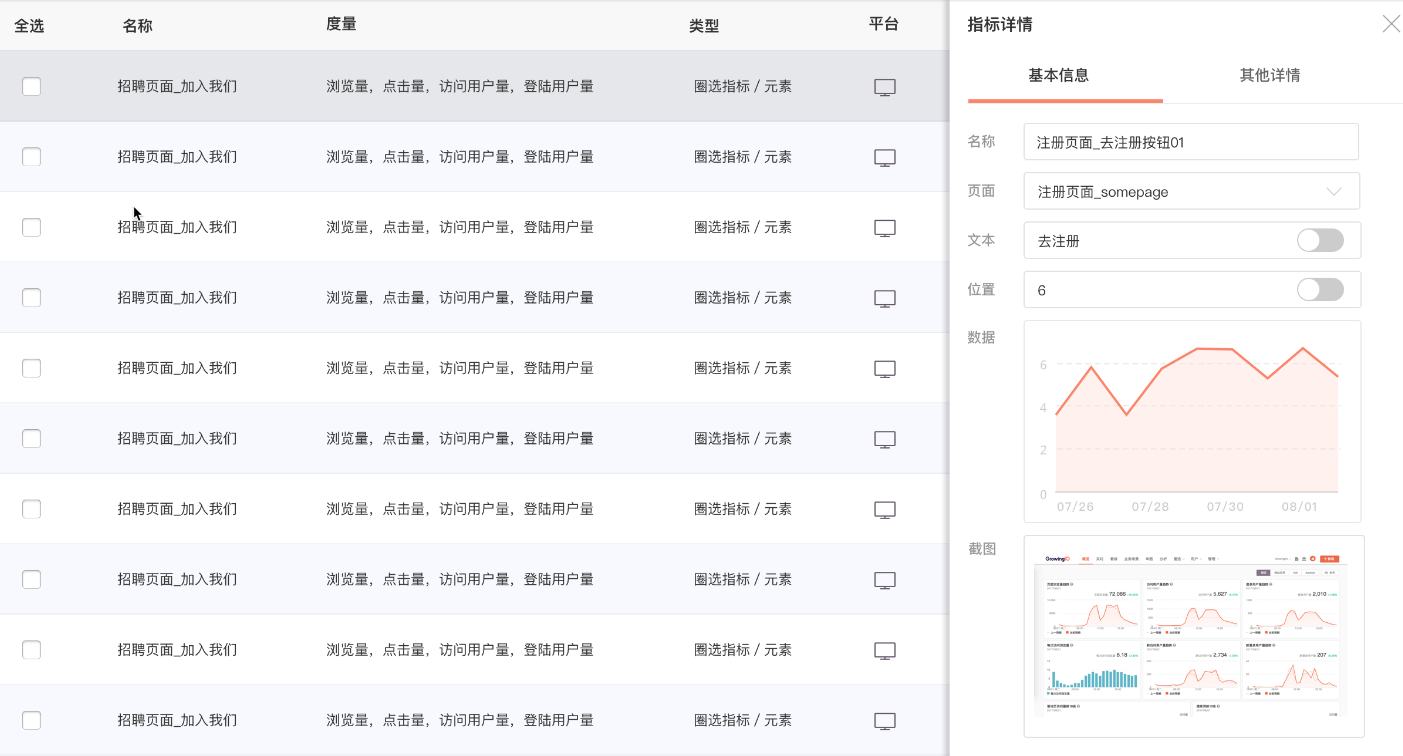 全选 名称 度量 类型 平台
招聘页面_加入我们 浏览量，点击量，访问用户量，登陆用户量 圈选指标 / 元素
招聘页面_加入我们 浏览量，点击量，访问用户量，登陆用户量 圈选指标 / 元素
招聘页面_加入我们 浏览量，点击量，访问用户量，登陆用户量 圈选指标 / 元素
招聘页面_加入我们 浏览量，点击量，访问用户量，登陆用户量 圈选指标 / 元素
招聘页面_加入我们 浏览量，点击量，访问用户量，登陆用户量 圈选指标 / 元素
招聘页面_加入我们 浏览量，点击量，访问用户量，登陆用户量 圈选指标 / 元素
招聘页面_加入我们 浏览量，点击量，访问用户量，登陆用户量 圈选指标 / 元素
招聘页面_加入我们 浏览量，点击量，访问用户量，登陆用户量 圈选指标 / 元素
招聘页面_加入我们 浏览量，点击量，访问用户量，登陆用户量 圈选指标 / 元素
招聘页面_加入我们 浏览量，点击量，访问用户量，登陆用户量 圈选指标 / 元素
指标详情
基本信息 其他详情
名称 注册页面_去注册按钮01
页面 注册页面_somepage
文本 去注册
位置 6
数据
6
4
2
0
07/26 07/28 07/30 08/01
截图
GrowingIO
72,066 5,627 2,010
5.18 2,734 207